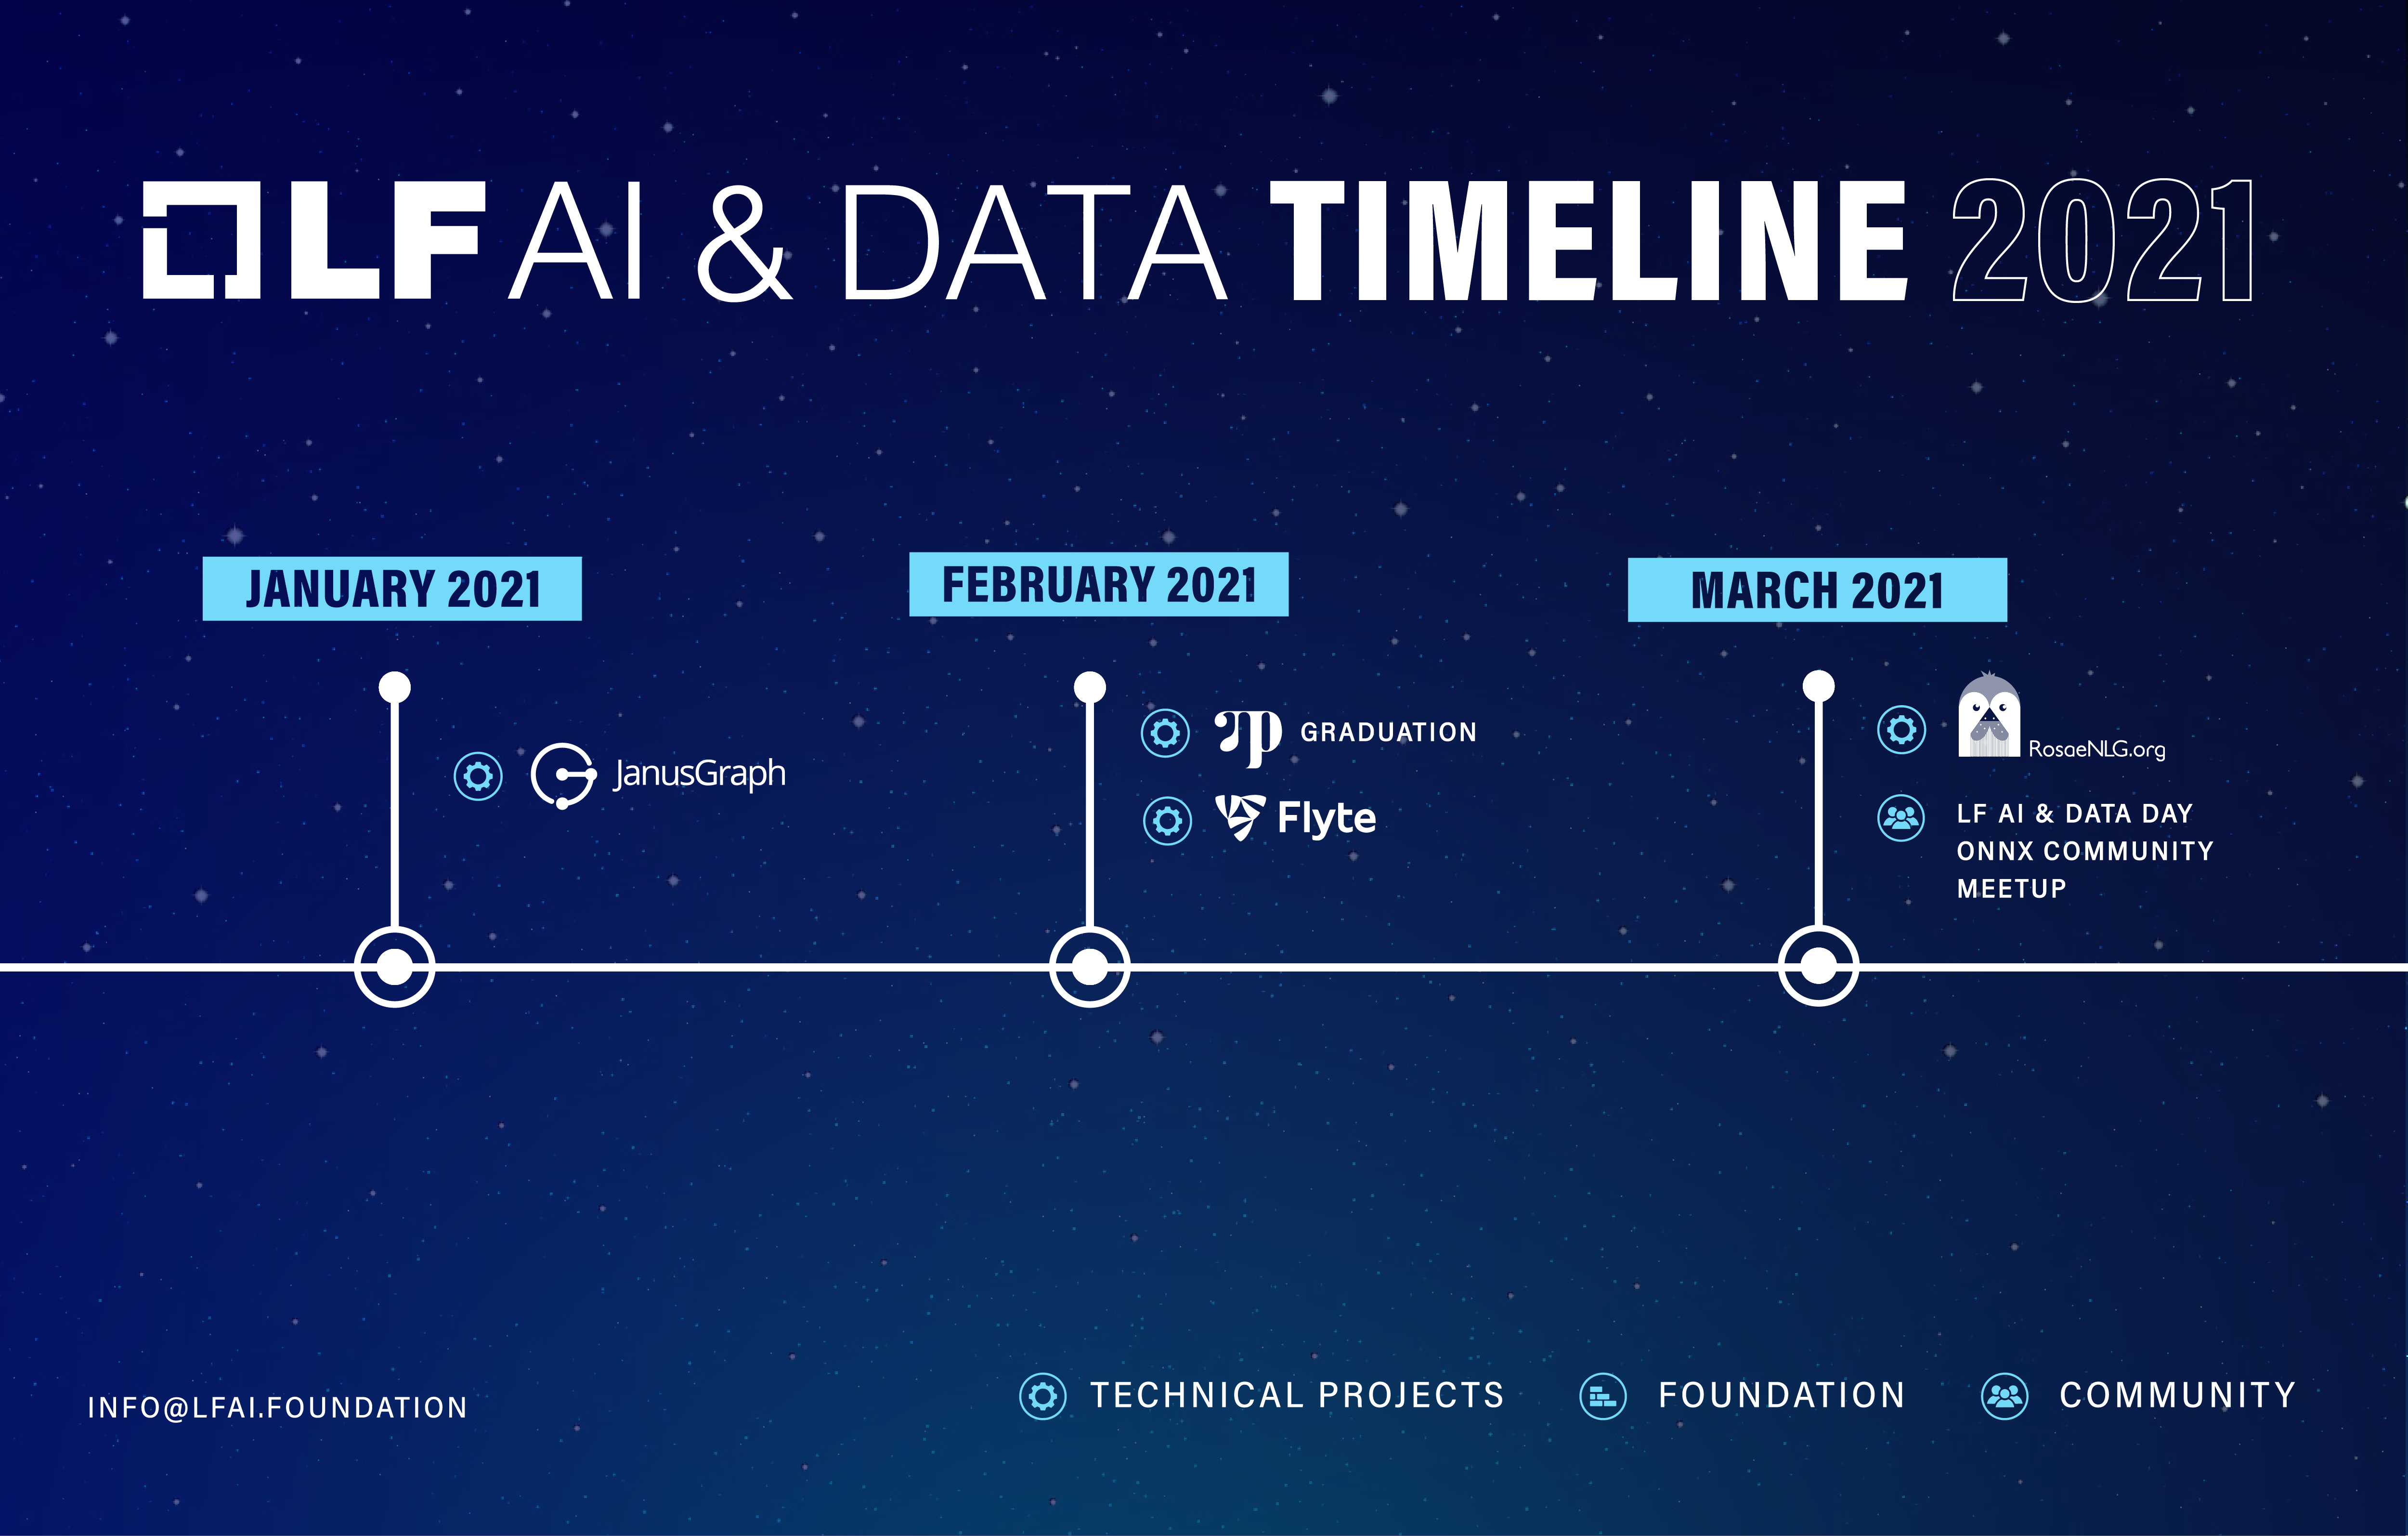 LF AI & DATA TIMELINE 2021
JANUARY 2021
JanusGraph
FEBRUARY 2021
GRADUATION
Flyte
MARCH 2021
RosaeNLG.org
LF AI & DATA DAY
ONNX COMMUNITY
MEETUP
INFO@LFAI.FOUNDATION
TECHNICAL PROJECTS
FOUNDATION
COMMUNITY